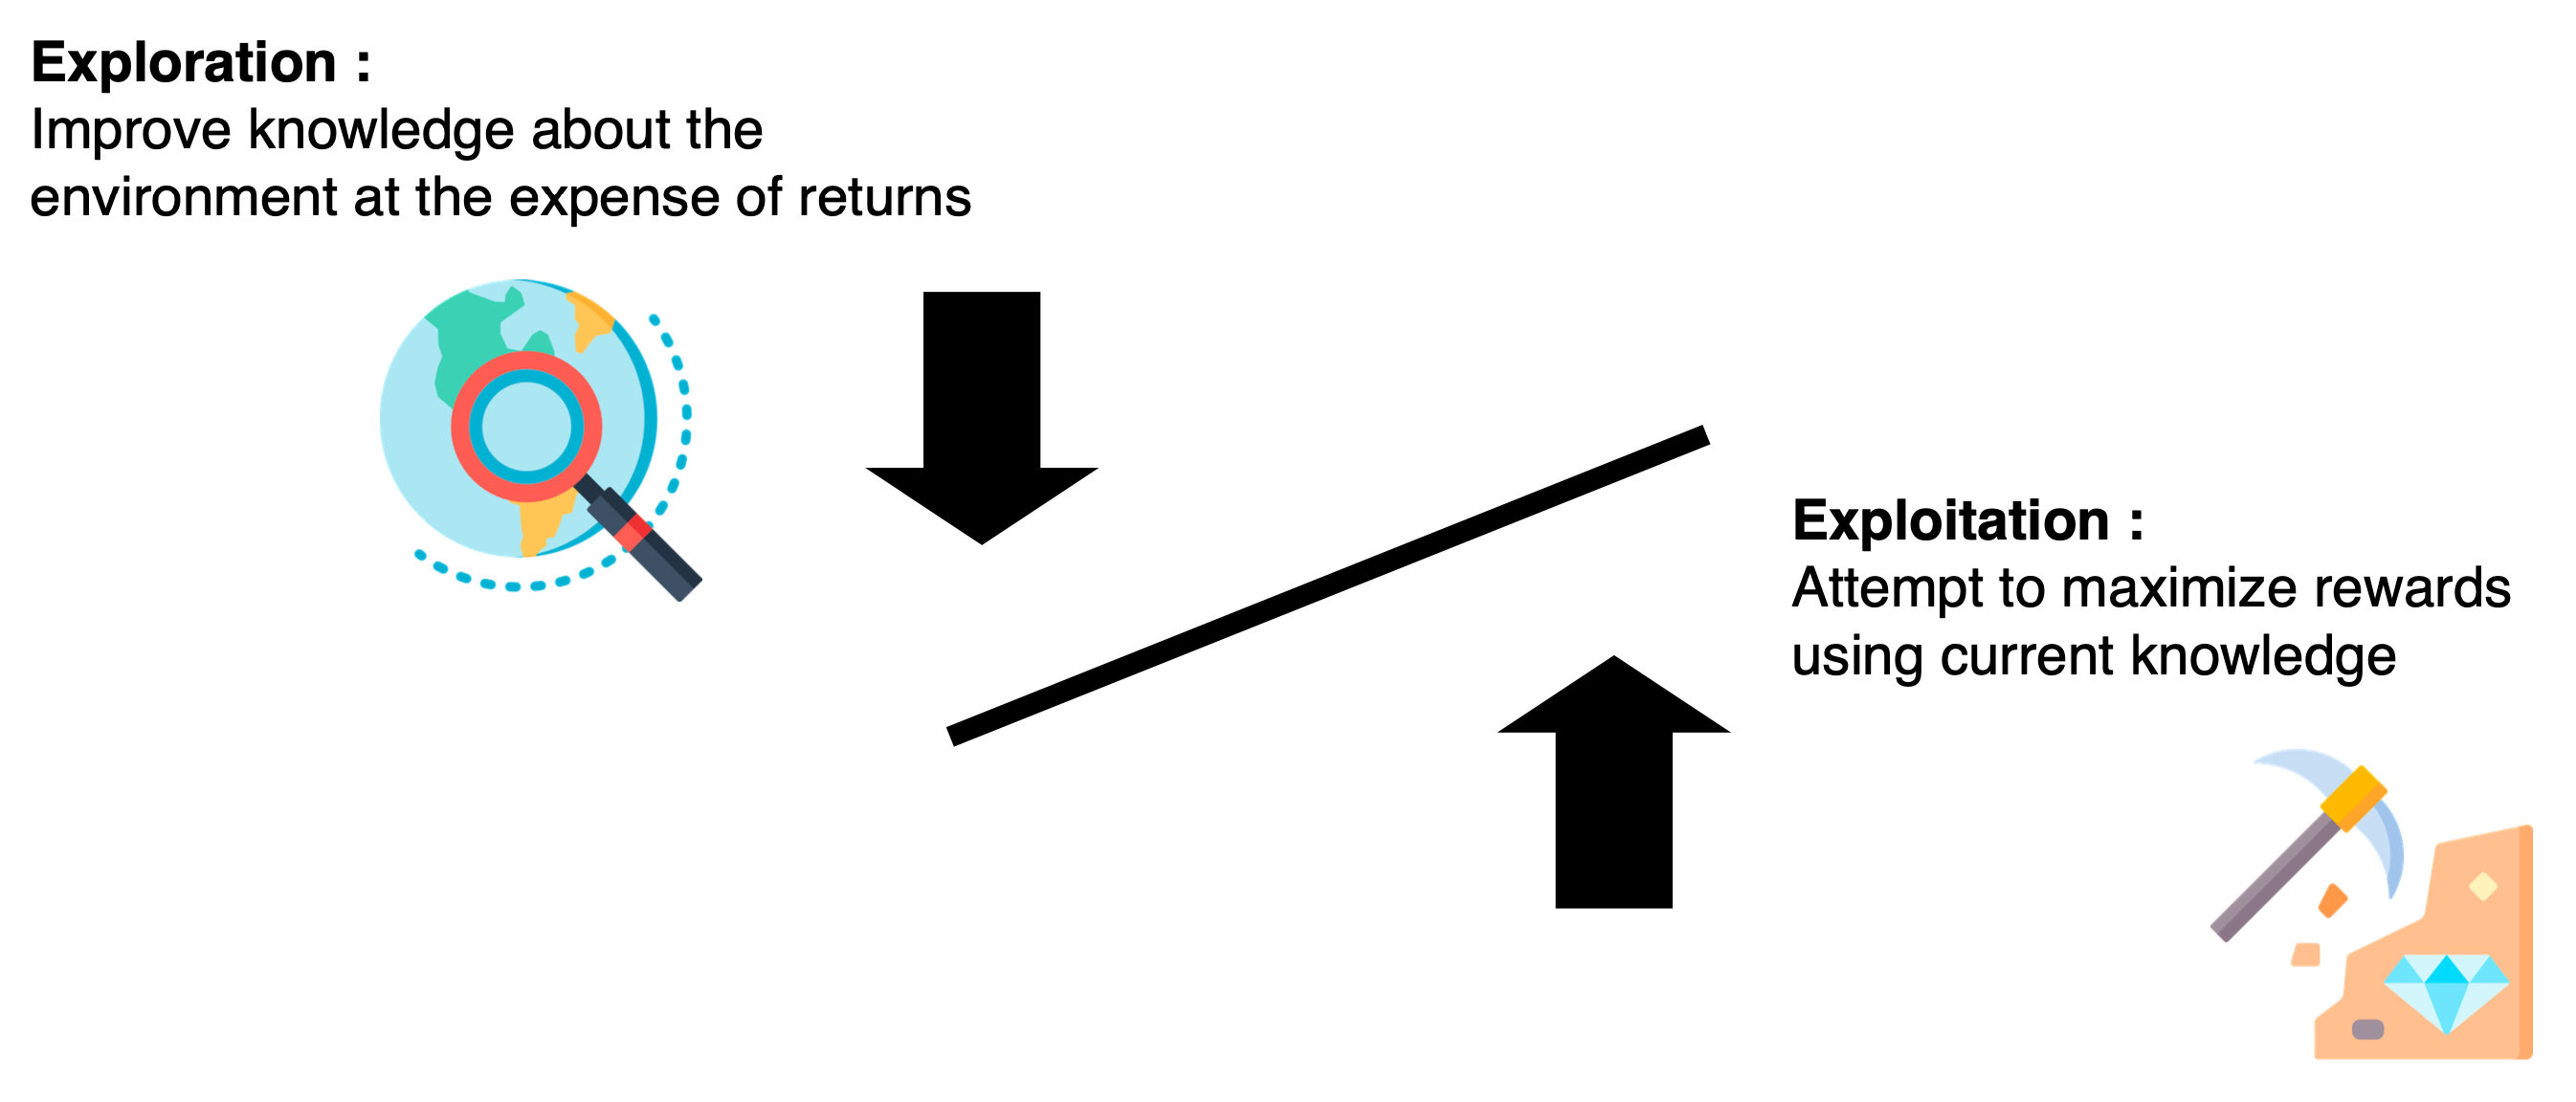 Exploration :
Improve knowledge about the
environment at the expense of returns
Exploitation :
Attempt to maximize rewards
using current knowledge